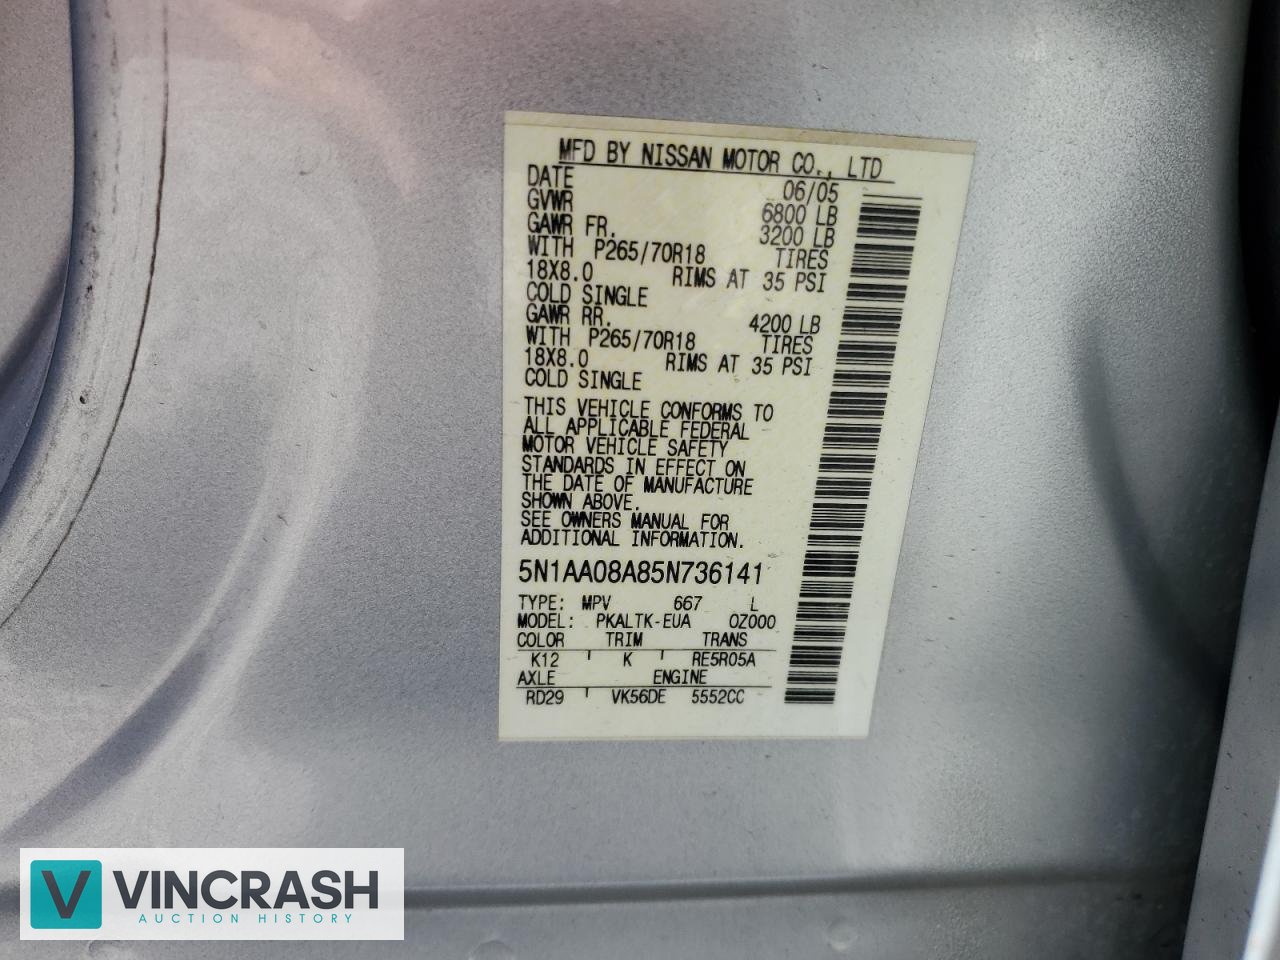 MFD BY NISSAN MOTOR CO., LTD
DATE 06/05
GVWR 6800 LB
GAWR FR. 3200 LB
WITH P265/70R18 TIRES
18X8.0 RIMS AT 35 PSI
COLD SINGLE
GAWR RR. 4200 LB
WITH P265/70R18 TIRES
18X8.0 RIMS AT 35 PSI
COLD SINGLE
THIS VEHICLE CONFORMS TO
ALL APPLICABLE FEDERAL
MOTOR VEHICLE SAFETY
STANDARDS IN EFFECT ON
THE DATE OF MANUFACTURE
SHOWN ABOVE.
SEE OWNERS MANUAL FOR
ADDITIONAL INFORMATION.
5N1AA08A85N736141
TYPE: MPV 667 L
MODEL: PKALTK-EUA 0Z000
COLOR TRIM TRANS
K12 K RE5R05A
AXLE ENGINE
RD29 VK56DE 5552CC
V VINCRASH
AUCTION HISTORY